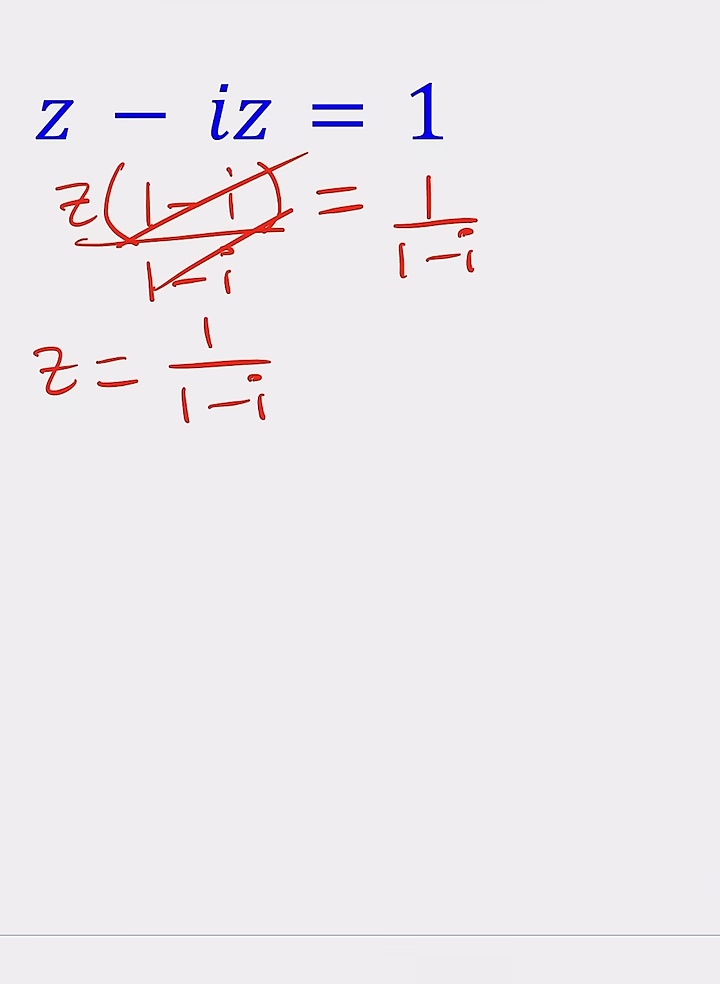 z − iz = 1
z(1-i)/1-i = 1/1-i
z = 1/1-i